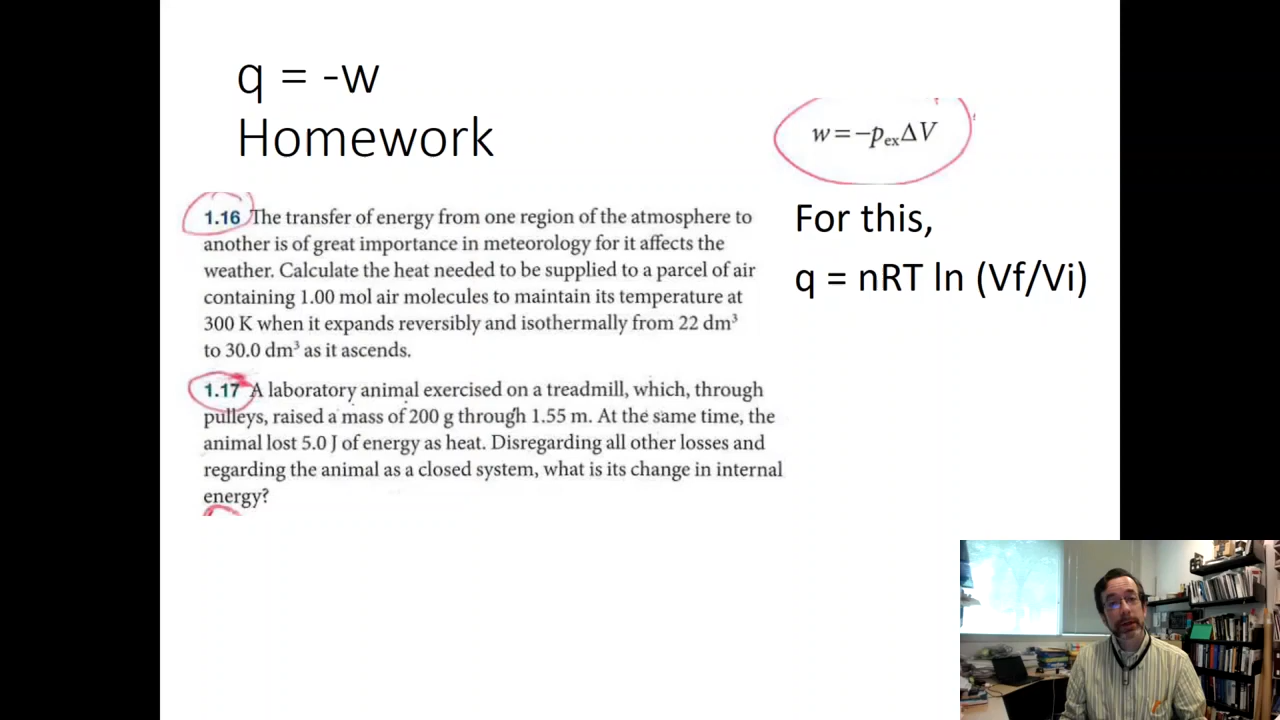 q = -w
Homework
w=−pexΔV
For this,
q = nRT ln (Vf/Vi)
1.16 The transfer of energy from one region of the atmosphere to
another is of great importance in meteorology for it affects the
weather. Calculate the heat needed to be supplied to a parcel of air
containing 1.00 mol air molecules to maintain its temperature at
300 K when it expands reversibly and isothermally from 22 dm³
to 30.0 dm³ as it ascends.
1.17 A laboratory animal exercised on a treadmill, which, through
pulleys, raised a mass of 200 g through 1.55 m. At the same time, the
animal lost 5.0 J of energy as heat. Disregarding all other losses and
regarding the animal as a closed system, what is its change in internal
energy?